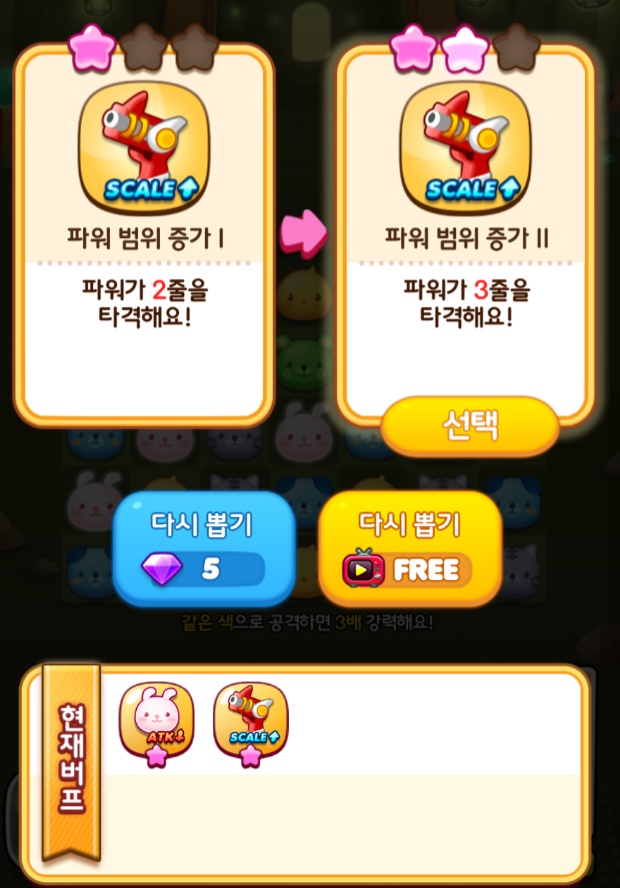 SCALE
SCALE
파워 범위 증가 I
파워 범위 증가 II
파워가 2줄을
타격해요!
파워가 3줄을
타격해요!
선택
다시 뽑기
5
다시 뽑기
FREE
같은 색으로 공격하면 3배 강력해요!
현재버프
ATK
SCALE